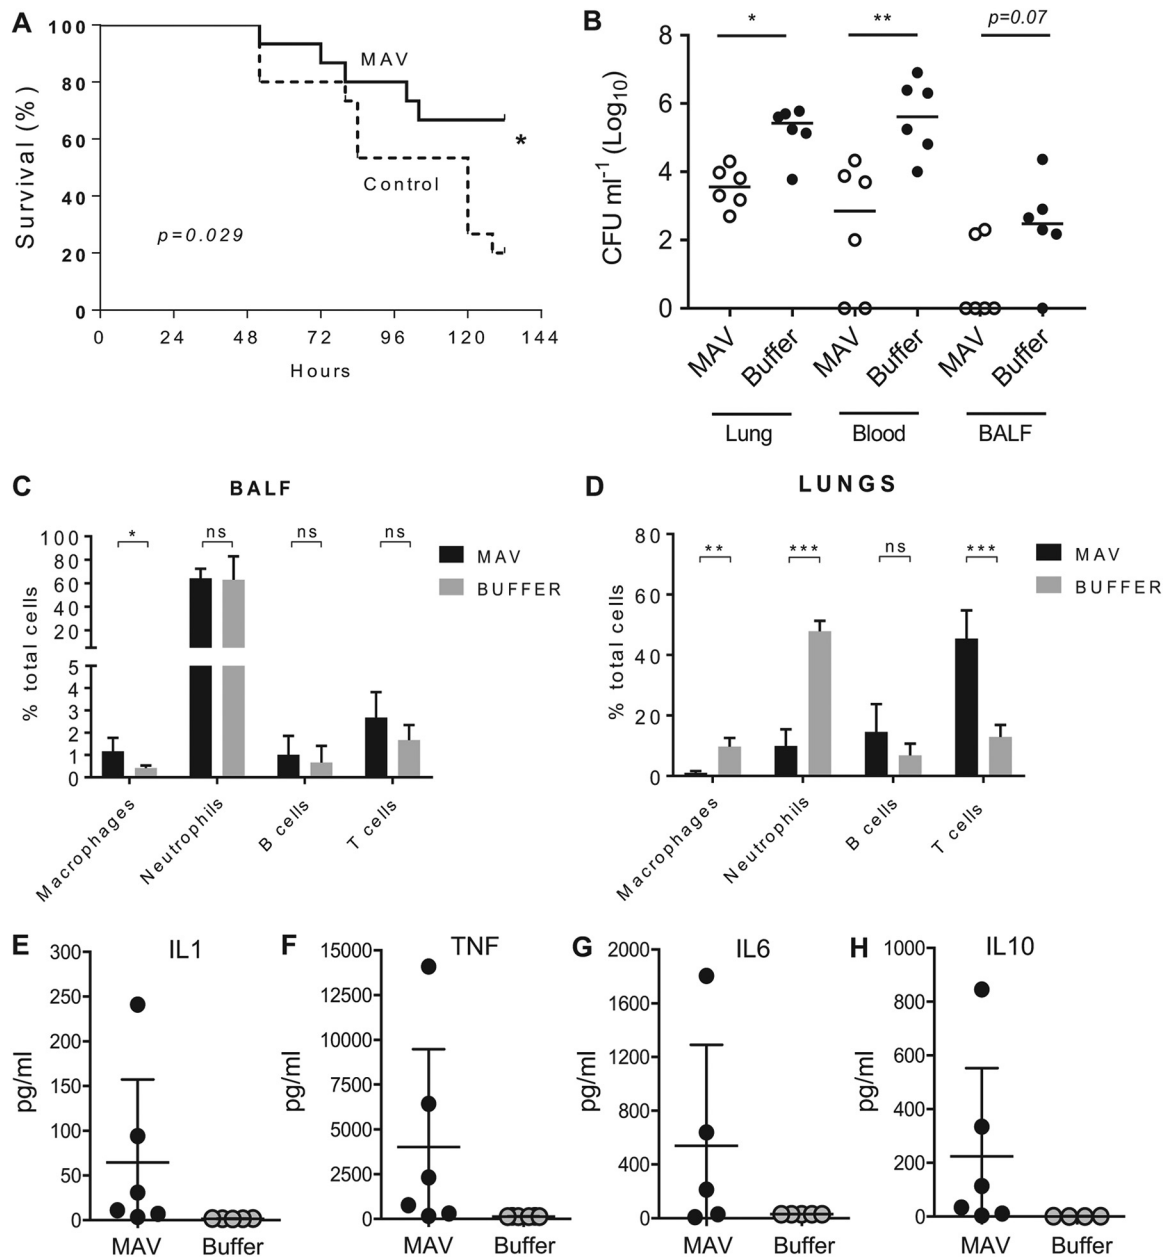 A
100
80
60
40
20
0
Survival (%)
MAV
*
Control
p=0.029
0 24 48 72 96 120 144
Hours
B
* ** p=0.07
8
6
4
2
0
CFU ml-1 (Log10)
MAV Buffer MAV Buffer MAV Buffer
Lung Blood BALF
C
BALF
100
80
60
40
20
5
4
3
2
1
0
% total cells
* ns ns ns
MAV
BUFFER
Macrophages Neutrophils B cells T cells
D
LUNGS
80
60
40
20
0
% total cells
** *** ns ***
MAV
BUFFER
Macrophages Neutrophils B cells T cells
E
IL1
300
250
200
150
100
50
0
pg/ml
MAV Buffer
F
TNF
15000
12500
10000
7500
5000
2500
0
pg/ml
MAV Buffer
G
IL6
2000
1600
1200
800
400
0
pg/ml
MAV Buffer
H
IL10
1000
800
600
400
200
0
pg/ml
MAV Buffer